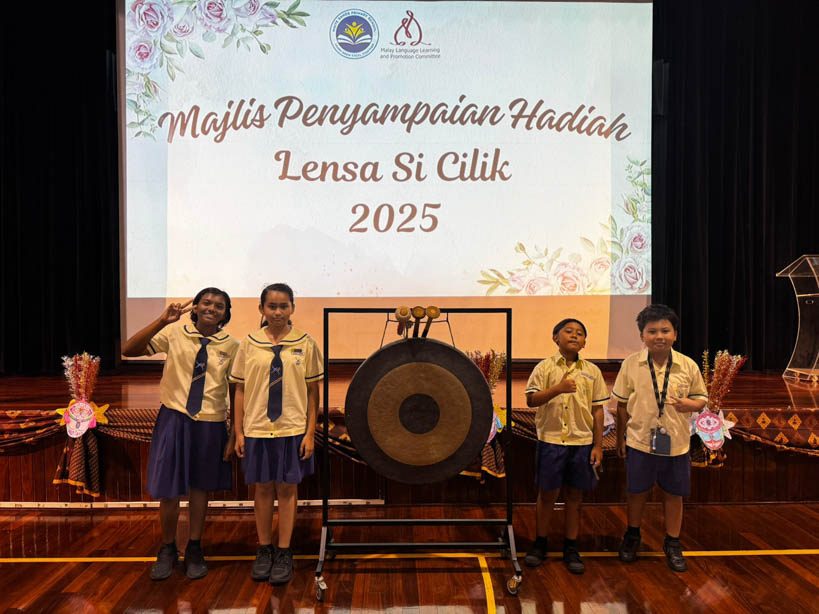 Malay Language Learning
and Promotion Committee
Majlis Penyampaian Hadiah
Lensa Si Cilik
2025